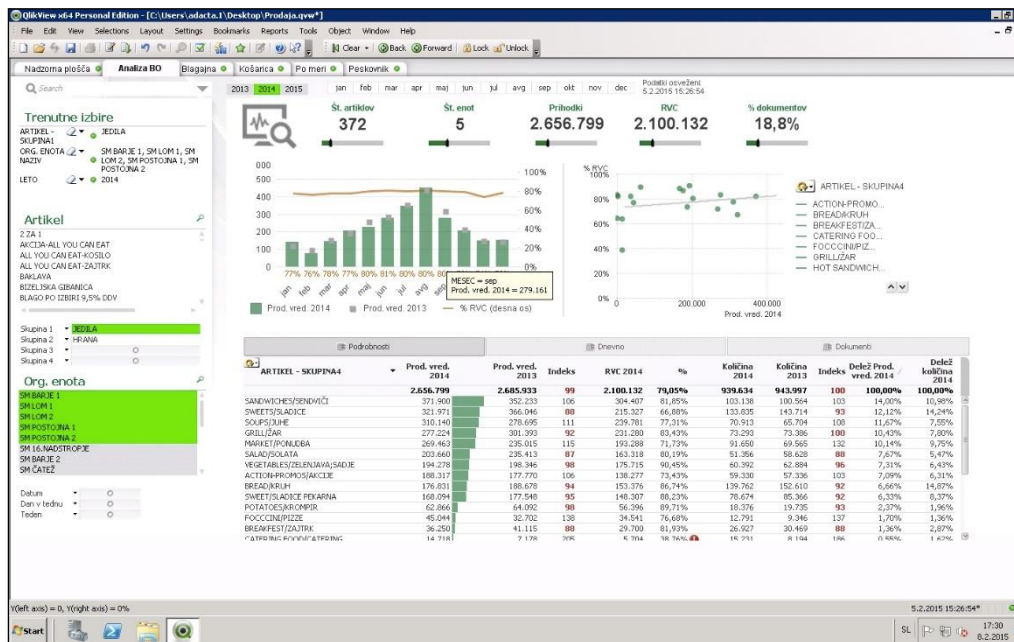 QlikView x64 Personal Edition - [C:\Users\adacta.1\Desktop\Prodaja.qvw*]
File Edit View Selections Layout Settings Bookmarks Reports Tools Object Window Help
Clear Back Forward Lock Unlock
Nadzorna plošča Analiza BO Blagajna Košarica Po meri Peskovnik
Search
2013 2014 2015 jan feb mar apr maj jun jul avg sep okt nov dec
Podatki osveženi
5.2.2015 16:26:54
Trenutne izbire
ARTIKEL - SKUPINA1 JEDILA
ORG. ENOTA NAZIV SM BARJE 1, SM LOM 1, SM LOM 2, SM POSTOJNA 1, SM POSTOJNA 2
LETO 2014
Št. artiklov Št. enot Prihodki RVC % dokumentov
372 5 2.656.799 2.100.132 18,8%
Artikel
2 ZA 1
AKCIJA-ALL YOU CAN EAT
ALL YOU CAN EAT-KOSILO
ALL YOU CAN EAT-ZAJTRK
BAKLAVA
BIZELJSKA GIBANICA
BLAGO PO IZBIRI 9,5% DDV
Skupina 1 JEDILA
Skupina 2 HRANA
Skupina 3
Skupina 4
Org. enota
SM BARJE 1
SM LOM 1
SM LOM 2
SM POSTOJNA 1
SM POSTOJNA 2
SM 16.NADSTROPJE
SM BARJE 2
SM ČATEŽ
Datum
Dan v tednu
Teden
000
500
400
300
200
100
0
100%
80%
60%
40%
20%
0%
77% 76% 78% 77% 80% 81% 80% 80% 80%
jan feb mar apr maj jun jul avg sep
MESEC = sep
Prod. vred. 2014 = 279.161
Prod. vred. 2014 Prod. vred. 2013 % RVC (desna os)
% RVC
100%
80%
60%
40%
20%
0%
0 200.000 400.000
Prod. vred. 2014
ARTIKEL - SKUPINA4
ACTION-PROMO...
BREAD/KRUH
BREAKFEST/ZA...
CATERING FOO...
FOCCCINI/PIZ...
GRILL/ŽAR
HOT SANDWICH...
Podrobnosti Dnevno Dokumenti
ARTIKEL - SKUPINA4 Prod. vred. 2014 Prod. vred. 2013 Indeks RVC 2014 % Količina 2014 Količina 2013 Indeks Delež Prod. vred. 2014 Delež količina 2014
2.656.799 2.685.933 99 2.100.132 79,05% 939.634 943.997 100 100,00% 100,00%
SANDWICHES/SENDVIČI 371.900 352.233 106 304.407 81,85% 103.138 100.564 103 14,00% 10,98%
SWEETS/SLADICE 321.971 366.046 88 215.327 66,88% 133.835 143.714 93 12,12% 14,24%
SOUPS/JUHE 310.140 278.695 111 239.781 77,31% 70.913 65.704 108 11,67% 7,55%
GRILL/ŽAR 277.224 301.393 92 231.280 83,43% 73.293 73.386 100 10,43% 7,80%
MARKET/PONUDBA 269.463 235.015 115 193.288 71,73% 91.650 69.565 132 10,14% 9,75%
SALAD/SOLATA 203.660 235.413 87 163.318 80,19% 51.356 58.628 88 7,67% 5,47%
VEGETABLES/ZELENJAVA;SADJE 194.278 198.346 98 175.715 90,45% 60.392 62.884 96 7,31% 6,43%
ACTION-PROMOS/AKCIJE 188.317 177.770 106 138.277 73,43% 59.330 57.336 103 7,09% 6,31%
BREAD/KRUH 176.831 188.678 94 153.376 86,74% 139.762 152.610 92 6,66% 14,87%
SWEET/SLADICE PEKARNA 168.094 177.548 95 148.307 88,23% 78.674 85.366 92 6,33% 8,37%
POTATOES/KROMPIR 62.866 64.092 98 56.396 89,71% 18.376 19.735 93 2,37% 1,96%
FOCCCINI/PIZZE 45.044 32.702 138 34.541 76,68% 12.791 9.346 137 1,70% 1,36%
BREAKFEST/ZAJTRK 36.250 41.115 88 29.700 81,93% 26.927 30.469 88 1,36% 2,87%
CATERING FOOD/CATERING 14.718 7.178 205 5.704 38,76% 15.231 8.194 186 0,55% 1,62%
Y(left axis) = 0, Y(right axis) = 0% 5.2.2015 15:26:54*
Start SL 17:30
8.2.2015